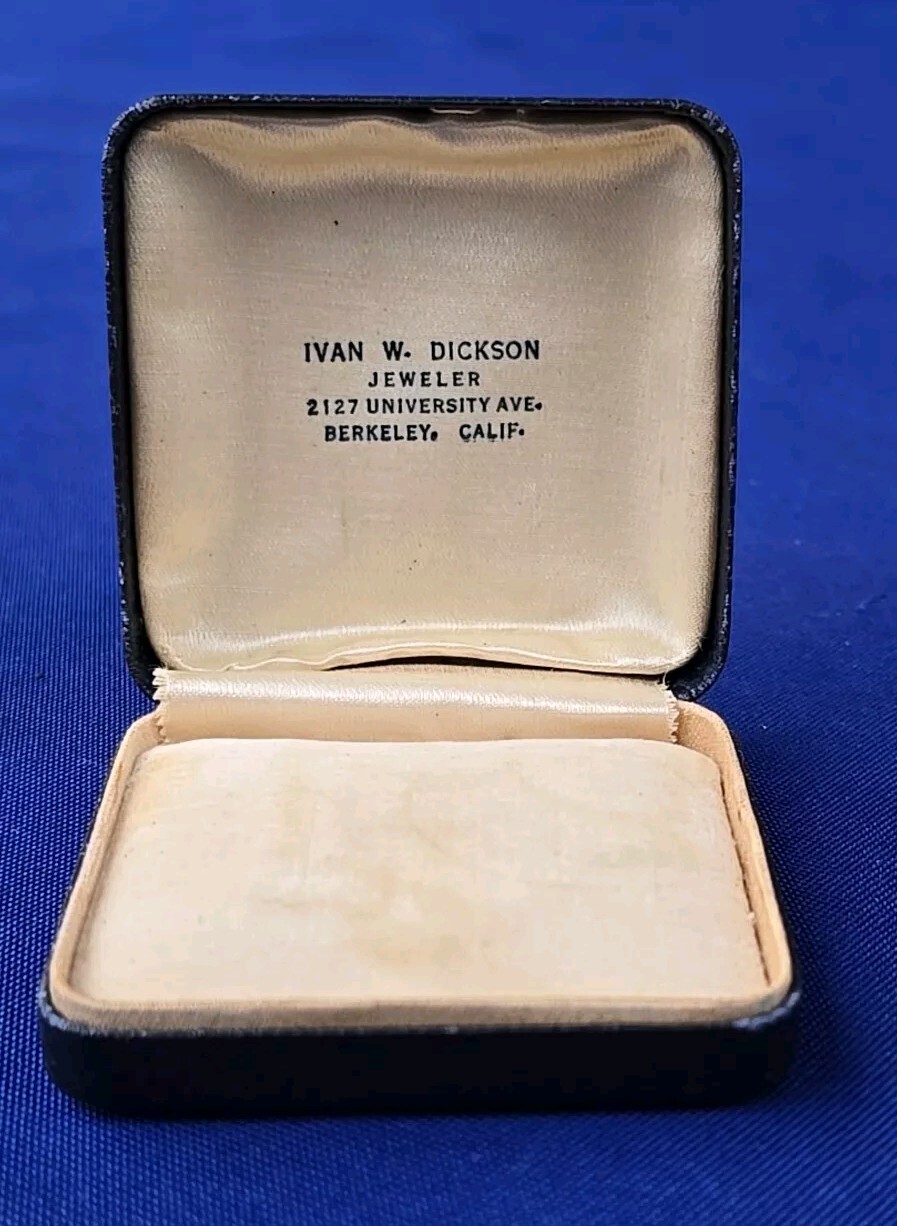 IVAN W. DICKSON
JEWELER
2127 UNIVERSITY AVE.
BERKELEY, CALIF.